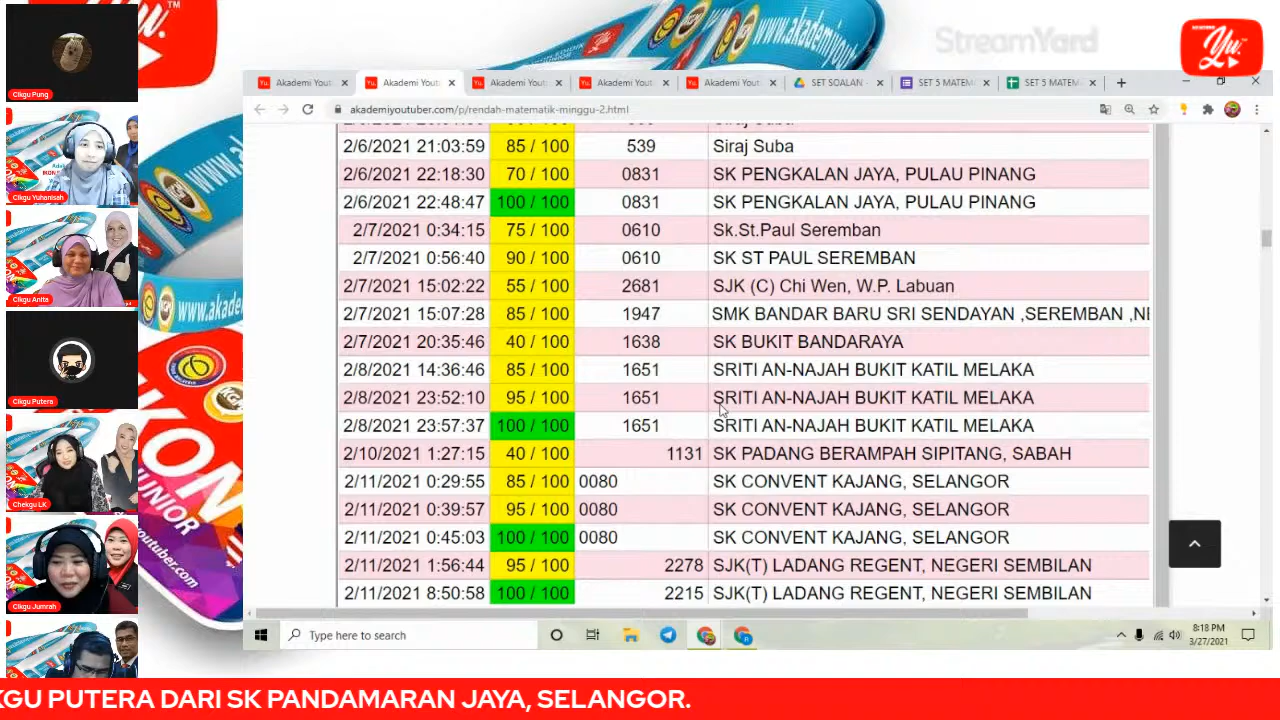 StreamYard
Cikgu Pung
Cikgu Yuhanisah
Cikgu Anita
Cikgu Putera
Chekgu LK
Cikgu Jumrah
Akademi Yout
Akademi Yout
Akademi Yout
Akademi Yout
Akademi Yout
SET SOALAN
SET 5 MATEM
SET 5 MATEM
akademiyoutuber.com/p/rendah-matematik-minggu-2.html
Siraj Suba
2/6/2021 21:03:59 85 / 100 539 Siraj Suba
2/6/2021 22:18:30 70 / 100 0831 SK PENGKALAN JAYA, PULAU PINANG
2/6/2021 22:48:47 100 / 100 0831 SK PENGKALAN JAYA, PULAU PINANG
2/7/2021 0:34:15 75 / 100 0610 Sk.St.Paul Seremban
2/7/2021 0:56:40 90 / 100 0610 SK ST PAUL SEREMBAN
2/7/2021 15:02:22 55 / 100 2681 SJK (C) Chi Wen, W.P. Labuan
2/7/2021 15:07:28 85 / 100 1947 SMK BANDAR BARU SRI SENDAYAN ,SEREMBAN ,NE
2/7/2021 20:35:46 40 / 100 1638 SK BUKIT BANDARAYA
2/8/2021 14:36:46 85 / 100 1651 SRITI AN-NAJAH BUKIT KATIL MELAKA
2/8/2021 23:52:10 95 / 100 1651 SRITI AN-NAJAH BUKIT KATIL MELAKA
2/8/2021 23:57:37 100 / 100 1651 SRITI AN-NAJAH BUKIT KATIL MELAKA
2/10/2021 1:27:15 40 / 100 1131 SK PADANG BERAMPAH SIPITANG, SABAH
2/11/2021 0:29:55 85 / 100 0080 SK CONVENT KAJANG, SELANGOR
2/11/2021 0:39:57 95 / 100 0080 SK CONVENT KAJANG, SELANGOR
2/11/2021 0:45:03 100 / 100 0080 SK CONVENT KAJANG, SELANGOR
2/11/2021 1:56:44 95 / 100 2278 SJK(T) LADANG REGENT, NEGERI SEMBILAN
2/11/2021 8:50:58 100 / 100 2215 SJK(T) LADANG REGENT, NEGERI SEMBILAN
Type here to search
8:18 PM
3/27/2021
KGU PUTERA DARI SK PANDAMARAN JAYA, SELANGOR.